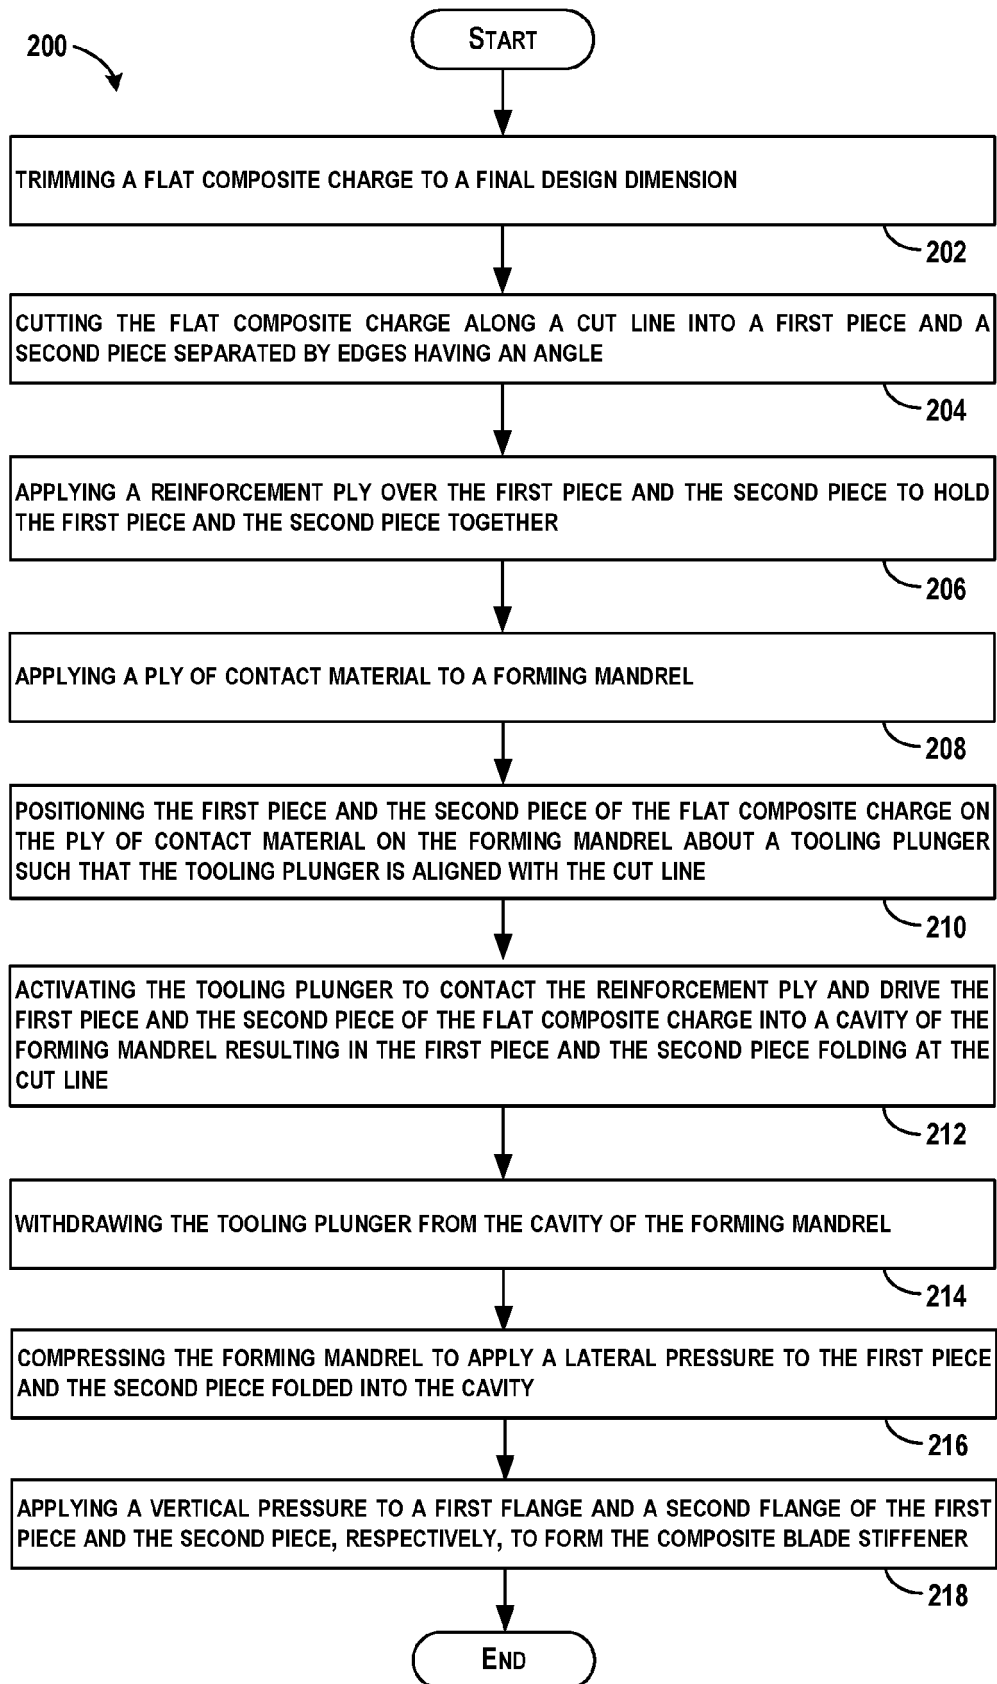 200
START
TRIMMING A FLAT COMPOSITE CHARGE TO A FINAL DESIGN DIMENSION
202
CUTTING THE FLAT COMPOSITE CHARGE ALONG A CUT LINE INTO A FIRST PIECE AND A
SECOND PIECE SEPARATED BY EDGES HAVING AN ANGLE
204
APPLYING A REINFORCEMENT PLY OVER THE FIRST PIECE AND THE SECOND PIECE TO HOLD
THE FIRST PIECE AND THE SECOND PIECE TOGETHER
206
APPLYING A PLY OF CONTACT MATERIAL TO A FORMING MANDREL
208
POSITIONING THE FIRST PIECE AND THE SECOND PIECE OF THE FLAT COMPOSITE CHARGE ON
THE PLY OF CONTACT MATERIAL ON THE FORMING MANDREL ABOUT A TOOLING PLUNGER
SUCH THAT THE TOOLING PLUNGER IS ALIGNED WITH THE CUT LINE
210
ACTIVATING THE TOOLING PLUNGER TO CONTACT THE REINFORCEMENT PLY AND DRIVE THE
FIRST PIECE AND THE SECOND PIECE OF THE FLAT COMPOSITE CHARGE INTO A CAVITY OF THE
FORMING MANDREL RESULTING IN THE FIRST PIECE AND THE SECOND PIECE FOLDING AT THE
CUT LINE
212
WITHDRAWING THE TOOLING PLUNGER FROM THE CAVITY OF THE FORMING MANDREL
214
COMPRESSING THE FORMING MANDREL TO APPLY A LATERAL PRESSURE TO THE FIRST PIECE
AND THE SECOND PIECE FOLDED INTO THE CAVITY
216
APPLYING A VERTICAL PRESSURE TO A FIRST FLANGE AND A SECOND FLANGE OF THE FIRST
PIECE AND THE SECOND PIECE, RESPECTIVELY, TO FORM THE COMPOSITE BLADE STIFFENER
218
END